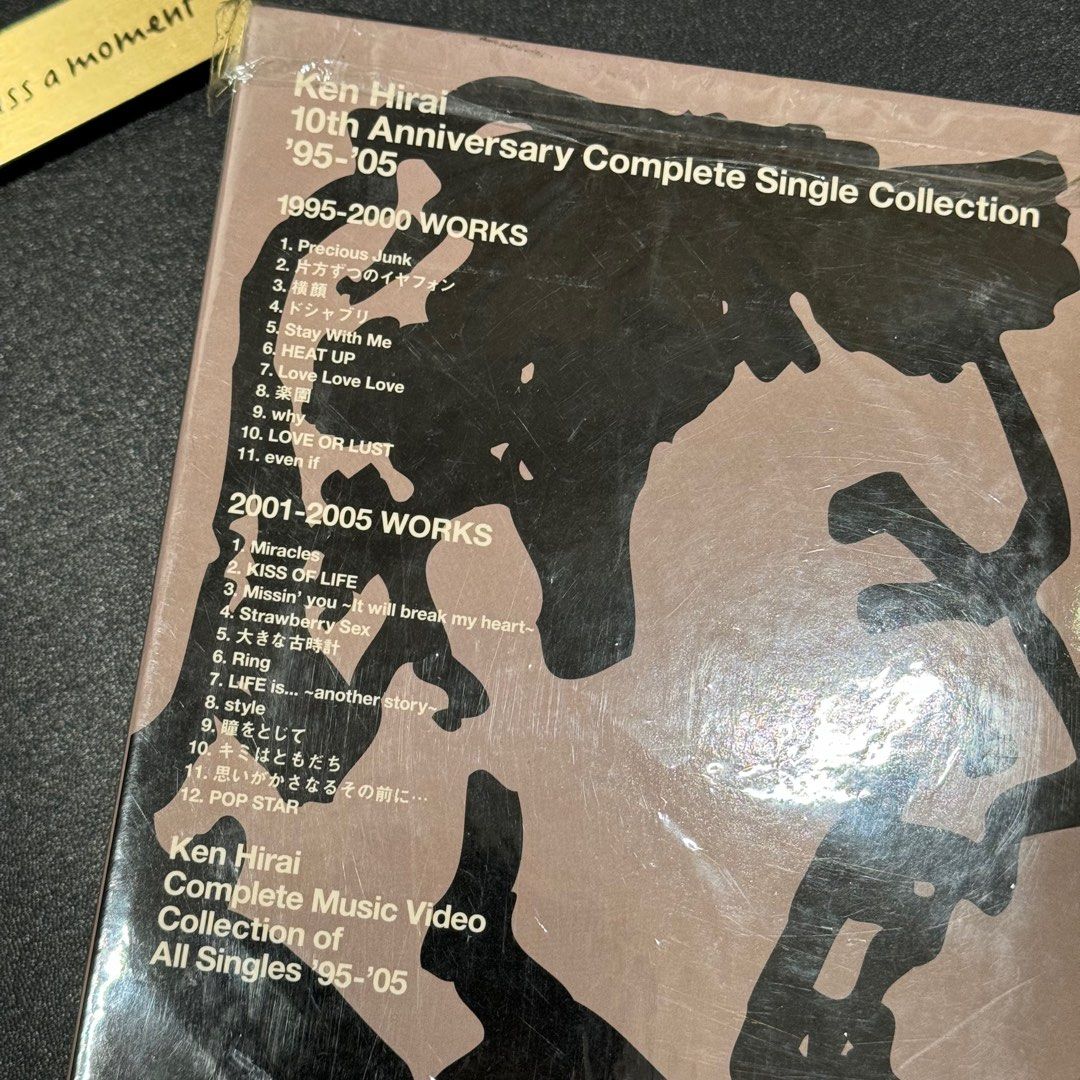 a moment
Ken Hirai
10th Anniversary Complete Single Collection
'95-'05
1995-2000 WORKS
1. Precious Junk
2. 片方ずつのイヤフォン
3. 横顔
4. ドシャブリ
5. Stay With Me
6. HEAT UP
7. Love Love Love
8. 楽園
9. why
10. LOVE OR LUST
11. even if
2001-2005 WORKS
1. Miracles
2. KISS OF LIFE
3. Missin' you ~It will break my heart~
4. Strawberry Sex
5. 大きな古時計
6. Ring
7. LIFE is... ~another story~
8. style
9. 瞳をとじて
10. キミはともだち
11. 思いがかさなるその前に…
12. POP STAR
Ken Hirai
Complete Music Video
Collection of
All Singles '95-'05